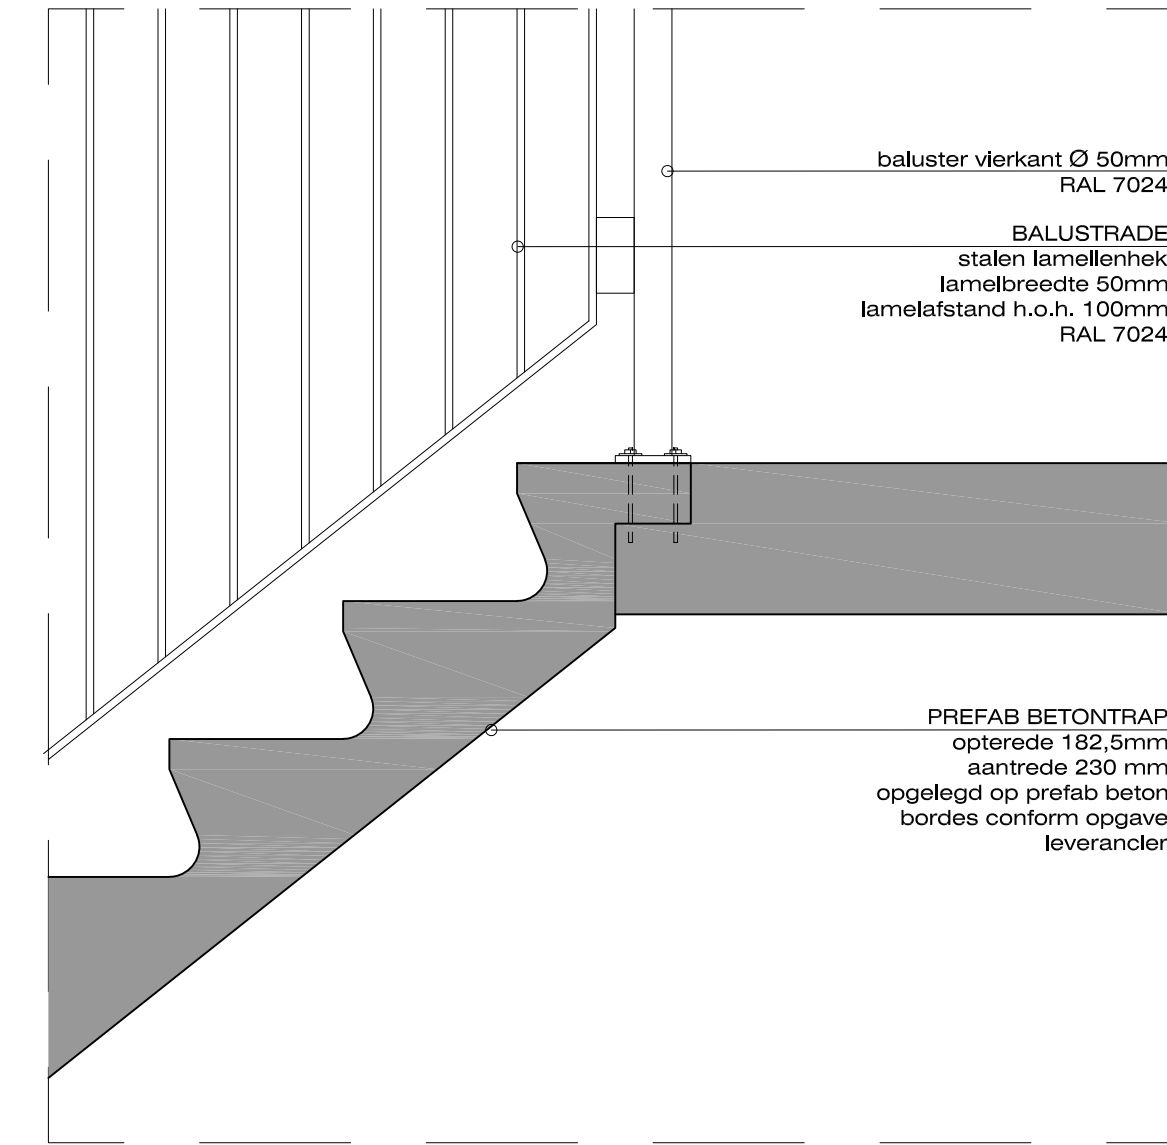 baluster vierkant Ø 50mm
RAL 7024
BALUSTRADE
stalen lamellenhek
lamelbreedte 50mm
lamelafstand h.o.h. 100mm
RAL 7024
PREFAB BETONTRAP
opterede 182,5mm
aantrede 230 mm
opgelegd op prefab beton
bordes conform opgave
leverancier